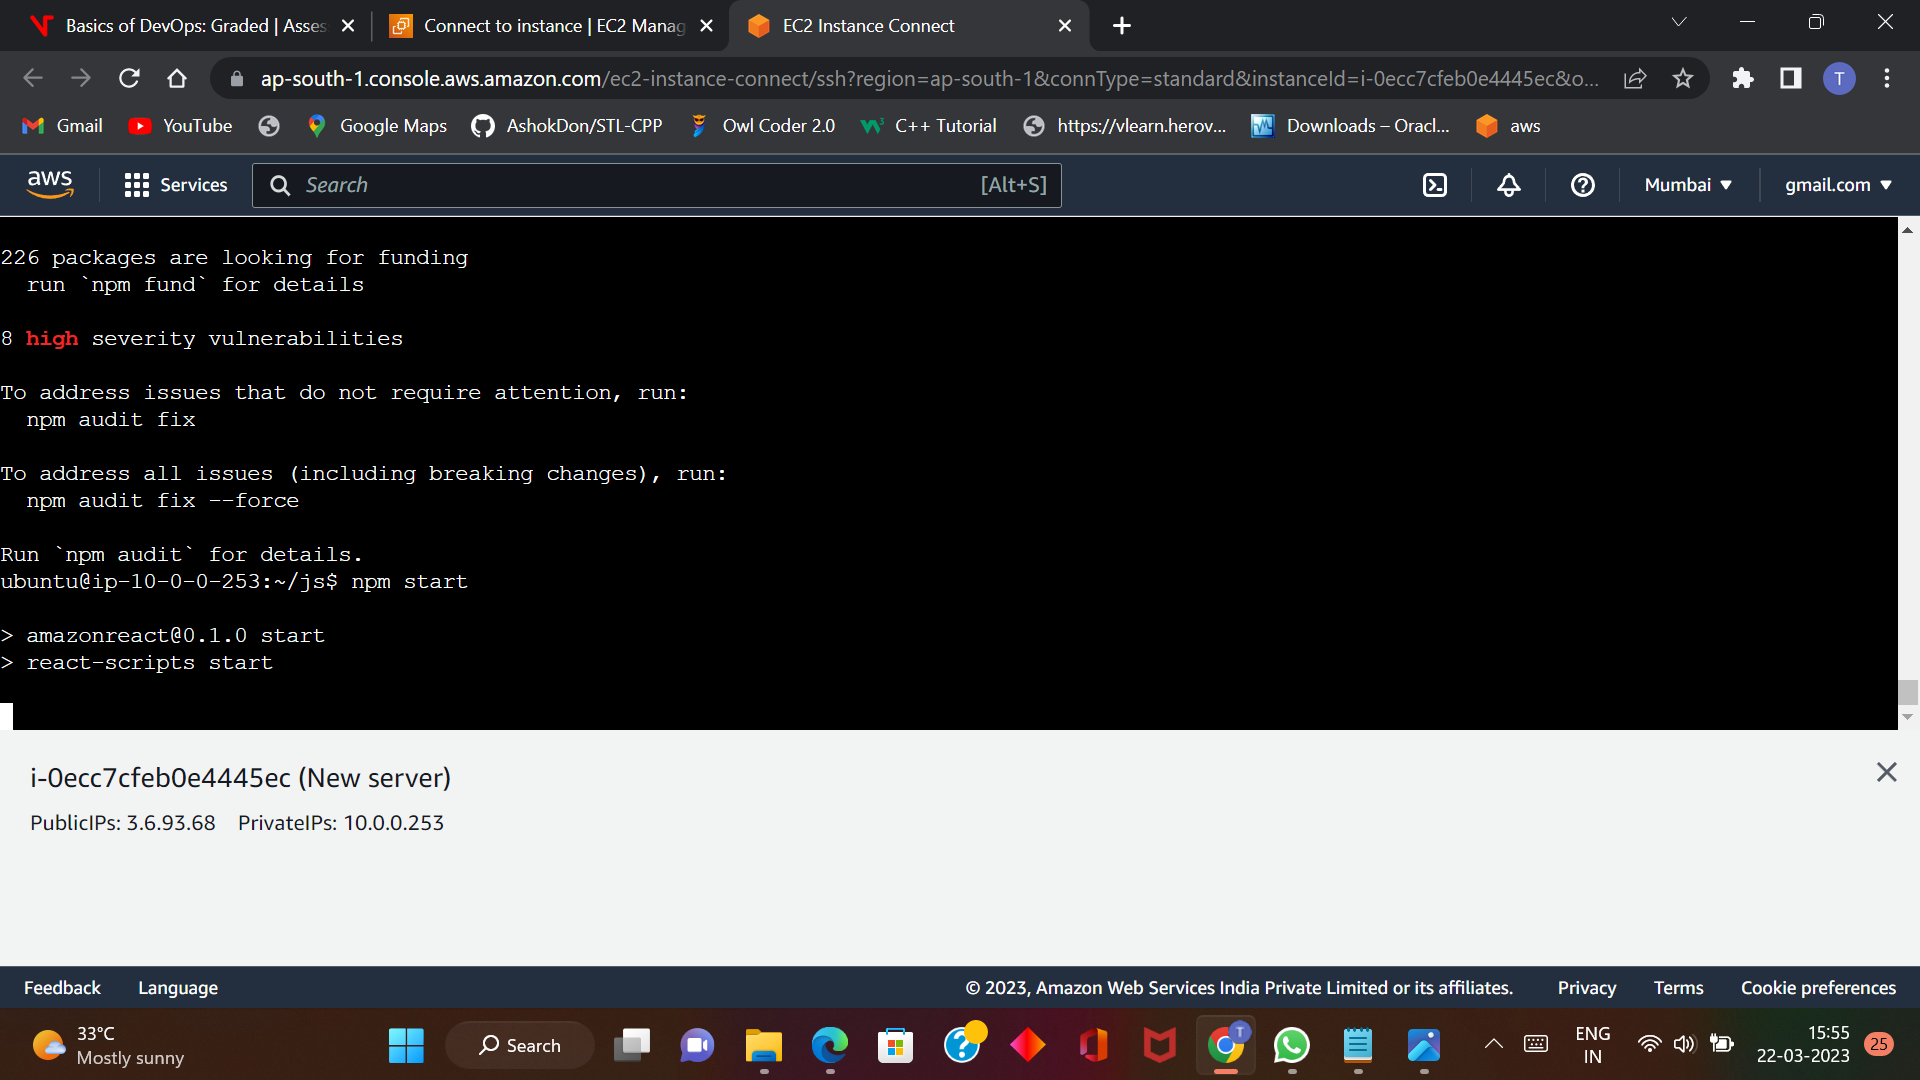 Basics of DevOps: Graded | Asses
Connect to instance | EC2 Manag
EC2 Instance Connect
ap-south-1.console.aws.amazon.com/ec2-instance-connect/ssh?region=ap-south-1&connType=standard&instanceId=i-0ecc7cfeb0e4445ec&o...
T
Gmail
YouTube
Google Maps
AshokDon/STL-CPP
Owl Coder 2.0
C++ Tutorial
https://vlearn.herov...
Downloads – Oracl...
aws
aws
Services
Search
[Alt+S]
Mumbai
gmail.com
226 packages are looking for funding
run `npm fund` for details
8 high severity vulnerabilities
To address issues that do not require attention, run:
npm audit fix
To address all issues (including breaking changes), run:
npm audit fix --force
Run `npm audit` for details.
ubuntu@ip-10-0-0-253:~/js$ npm start
> amazonreact@0.1.0 start
> react-scripts start
i-0ecc7cfeb0e4445ec (New server)
PublicIPs: 3.6.93.68 PrivateIPs: 10.0.0.253
Feedback
Language
© 2023, Amazon Web Services India Private Limited or its affiliates.
Privacy
Terms
Cookie preferences
33°C
Mostly sunny
Search
T
ENG
IN
15:55
22-03-2023
25